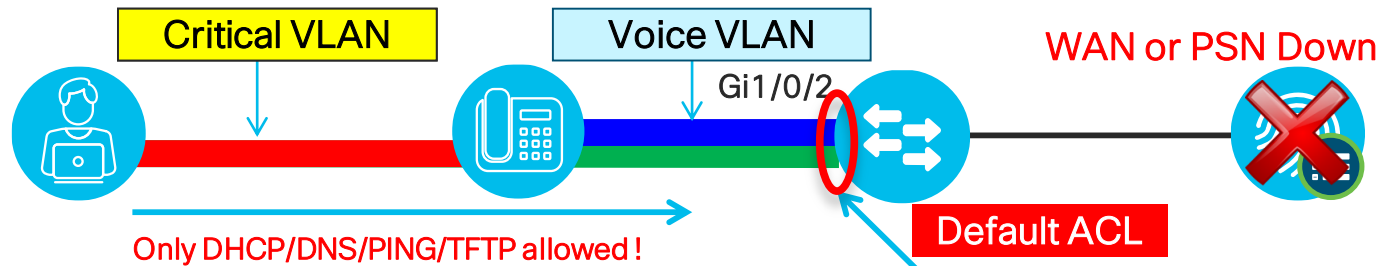 Critical VLAN
Voice VLAN
WAN or PSN Down
Gi1/0/2
Default ACL
Only DHCP/DNS/PING/TFTP allowed !